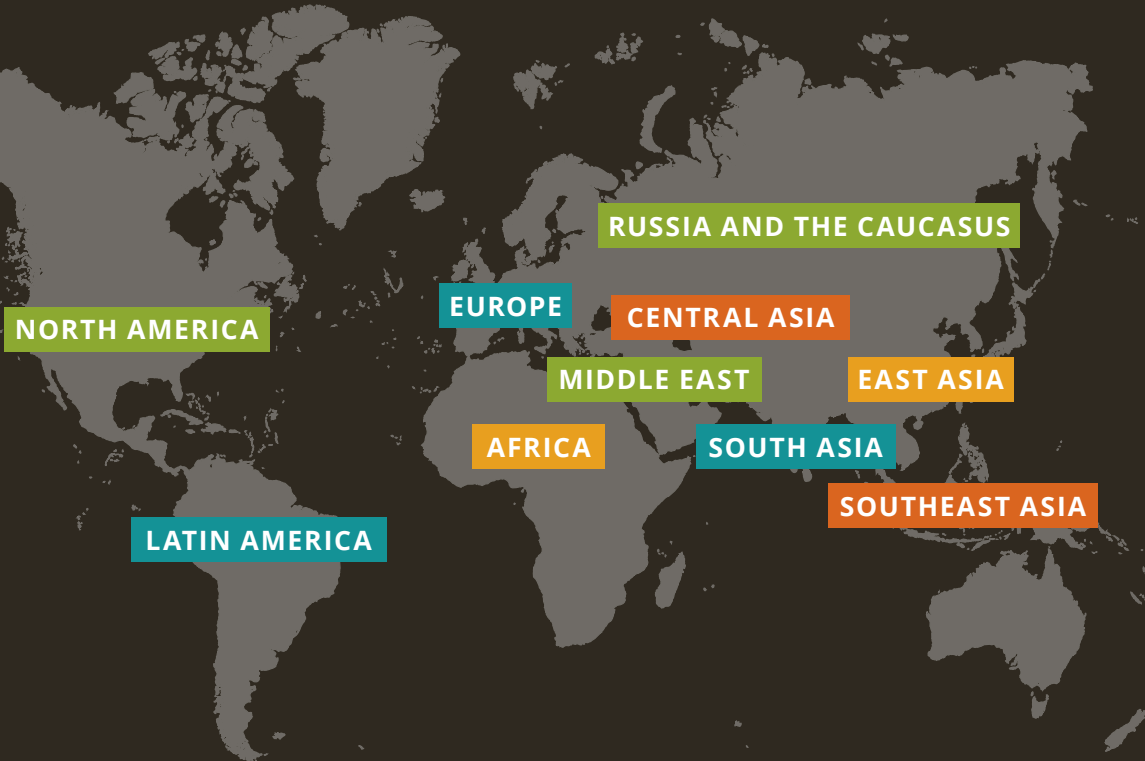 RUSSIA AND THE CAUCASUS
EUROPE
CENTRAL ASIA
NORTH AMERICA
MIDDLE EAST
EAST ASIA
AFRICA
SOUTH ASIA
SOUTHEAST ASIA
LATIN AMERICA